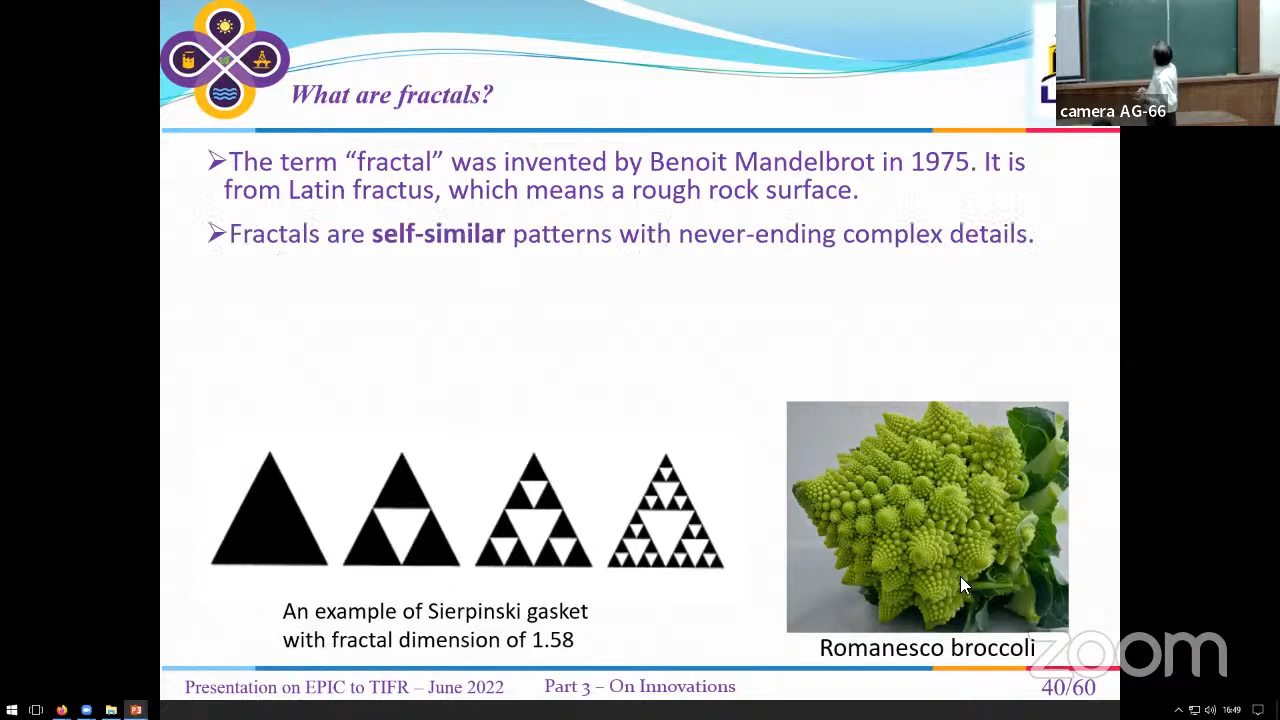 What are fractals?
camera AG-66
➢The term “fractal” was invented by Benoit Mandelbrot in 1975. It is
from Latin fractus, which means a rough rock surface.
➢Fractals are self-similar patterns with never-ending complex details.
An example of Sierpinski gasket
with fractal dimension of 1.58
Romanesco broccoli
zoom
Presentation on EPIC to TIFR – June 2022
Part 3 – On Innovations
40/60
16:49